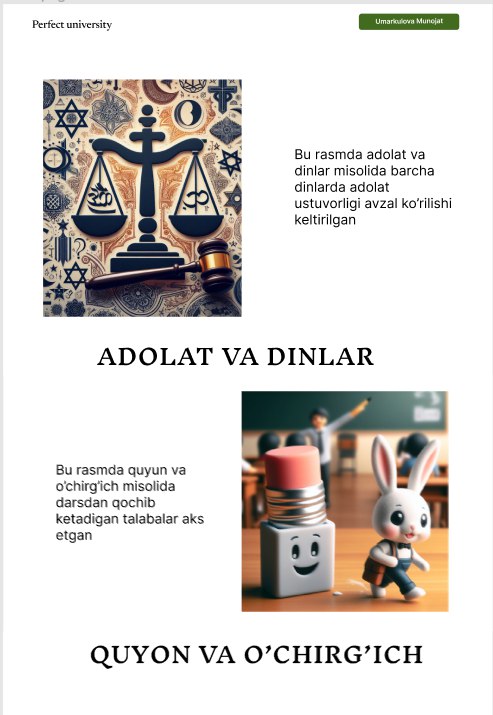 Perfect university
Umarkulova Munojat
Bu rasmda adolat va
dinlar misolida barcha
dinlarda adolat
ustuvorligi avzal ko’rilishi
keltirilgan
ADOLAT VA DINLAR
Bu rasmda quyun va
o’chirg’ich misolida
darsdan qochib
ketadigan talabalar aks
etgan
QUYON VA O’CHIRG’ICH